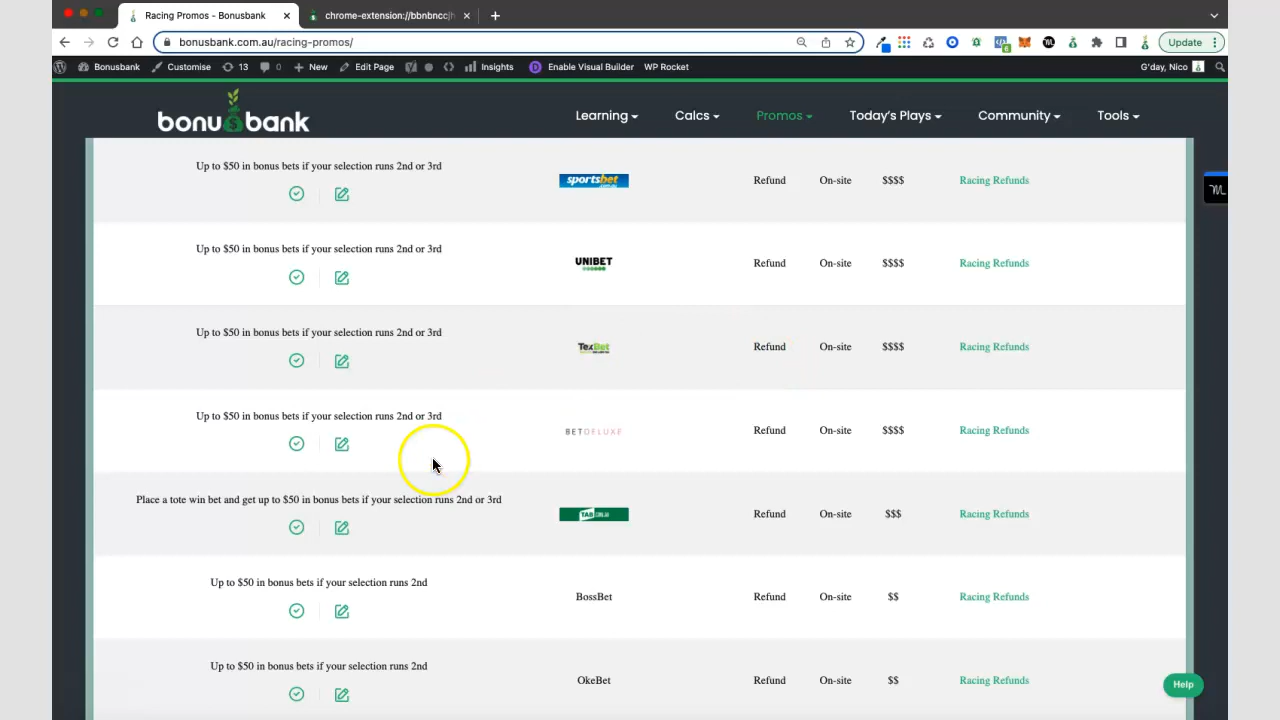 Racing Promos - Bonusbank
chrome-extension://bbnbnccjh
bonusbank.com.au/racing-promos/
Update
Bonusbank
Customise
13
0
New
Edit Page
Insights
Enable Visual Builder
WP Rocket
G'day, Nico
bonu bank
Learning
Calcs
Promos
Today's Plays
Community
Tools
Up to $50 in bonus bets if your selection runs 2nd or 3rd
sportsbet
.com.au
Refund
On-site
$$$$
Racing Refunds
Up to $50 in bonus bets if your selection runs 2nd or 3rd
UNIBET
Refund
On-site
$$$$
Racing Refunds
Up to $50 in bonus bets if your selection runs 2nd or 3rd
TexBet
Refund
On-site
$$$$
Racing Refunds
Up to $50 in bonus bets if your selection runs 2nd or 3rd
BETDELUXE
Refund
On-site
$$$$
Racing Refunds
Place a tote win bet and get up to $50 in bonus bets if your selection runs 2nd or 3rd
TAB.COM.AU
Refund
On-site
$$$
Racing Refunds
Up to $50 in bonus bets if your selection runs 2nd
BossBet
Refund
On-site
$$
Racing Refunds
Up to $50 in bonus bets if your selection runs 2nd
OkeBet
Refund
On-site
$$
Racing Refunds
Help